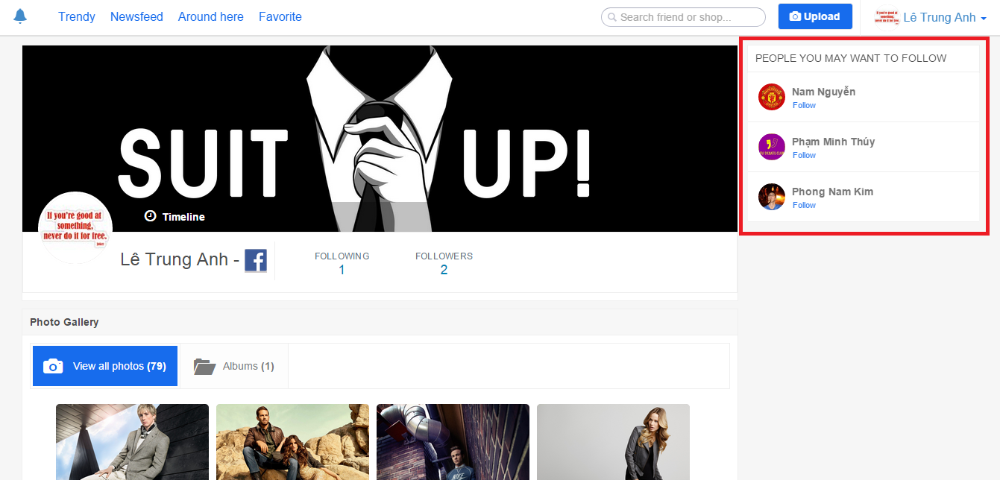 Trendy Newsfeed Around here Favorite
Search friend or shop...
Upload
Lê Trung Anh
SUIT UP!
If you're good at
something,
never do it for free.
Joker
Timeline
Lê Trung Anh -
f
FOLLOWING
1
FOLLOWERS
2
Photo Gallery
View all photos (79)
Albums (1)
NIKE
PEOPLE YOU MAY WANT TO FOLLOW
Nam Nguyễn
Follow
Phạm Minh Thúy
Follow
Phong Nam Kim
Follow